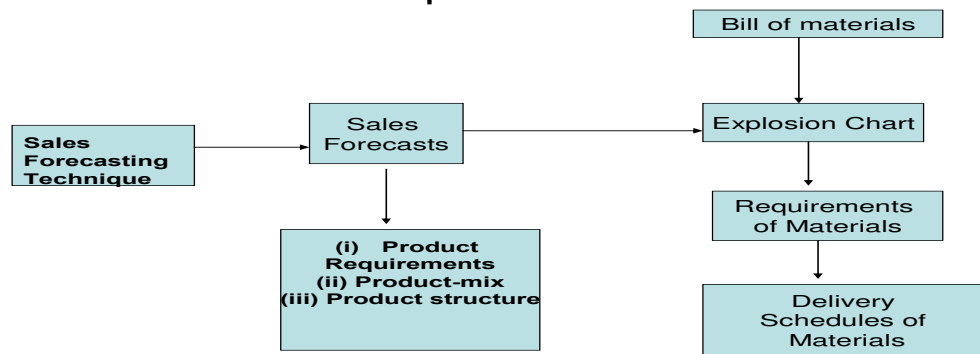 Bill of materials
Sales
Forecasting
Technique
Sales
Forecasts
Explosion Chart
Requirements
of Materials
(i) Product
Requirements
(ii) Product-mix
(iii) Product structure
Delivery
Schedules of
Materials